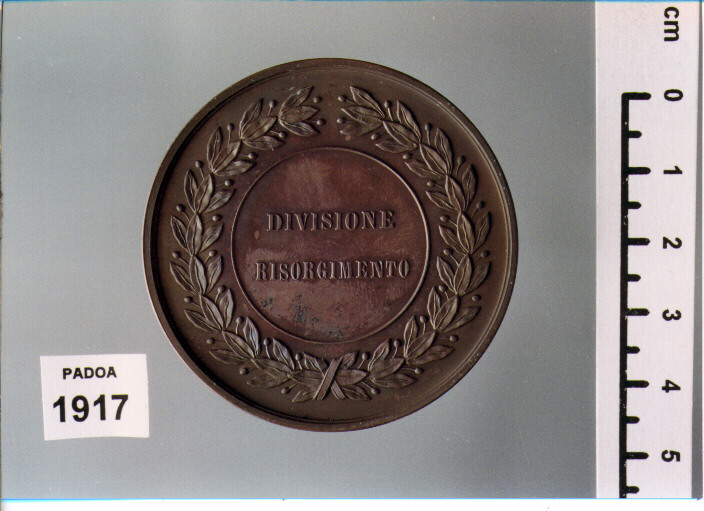 DIVISIONE
RISORGIMENTO
PADOA
1917
cm
0
1
2
3
4
5